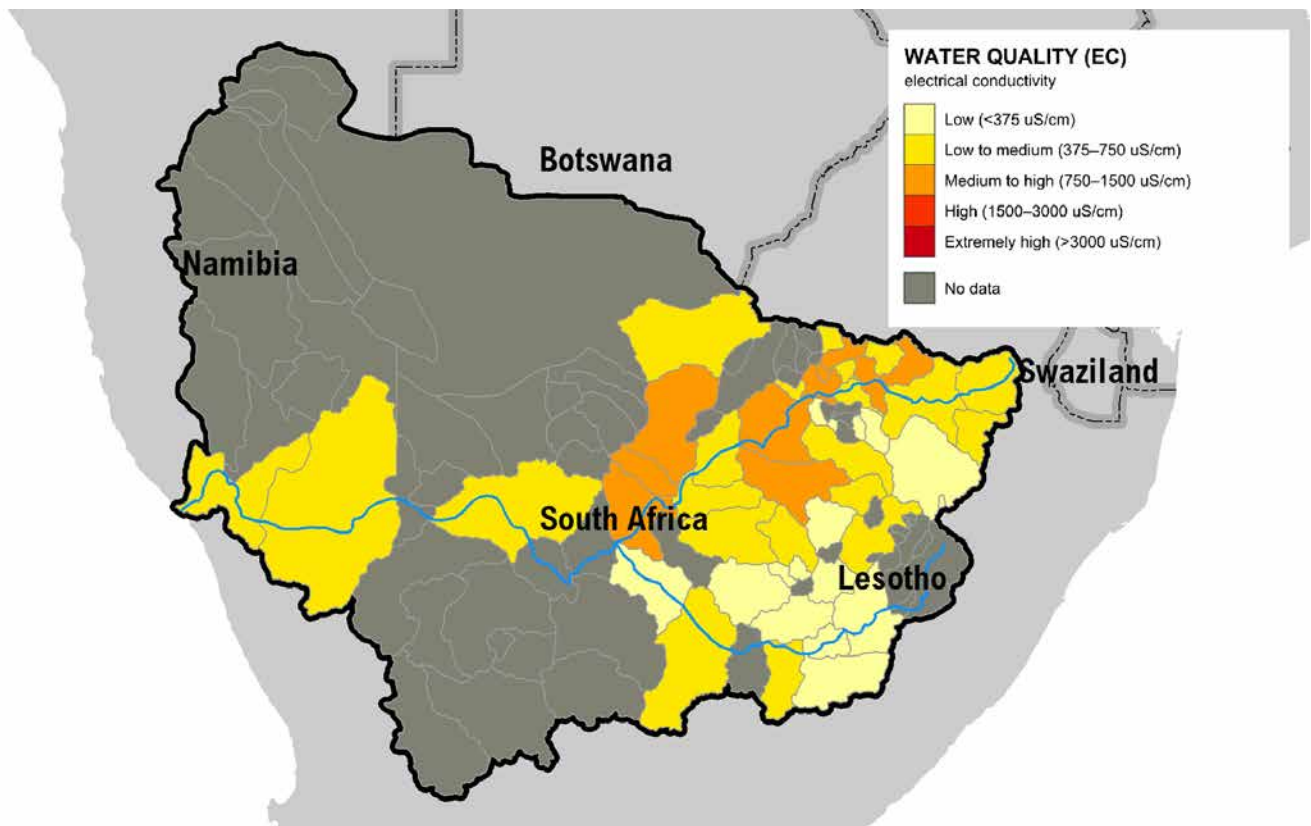 WATER QUALITY (EC)
electrical conductivity
Low (<375 uS/cm)
Low to medium (375–750 uS/cm)
Medium to high (750–1500 uS/cm)
High (1500–3000 uS/cm)
Extremely high (>3000 uS/cm)
No data
Botswana
Namibia
Swaziland
South Africa
Lesotho